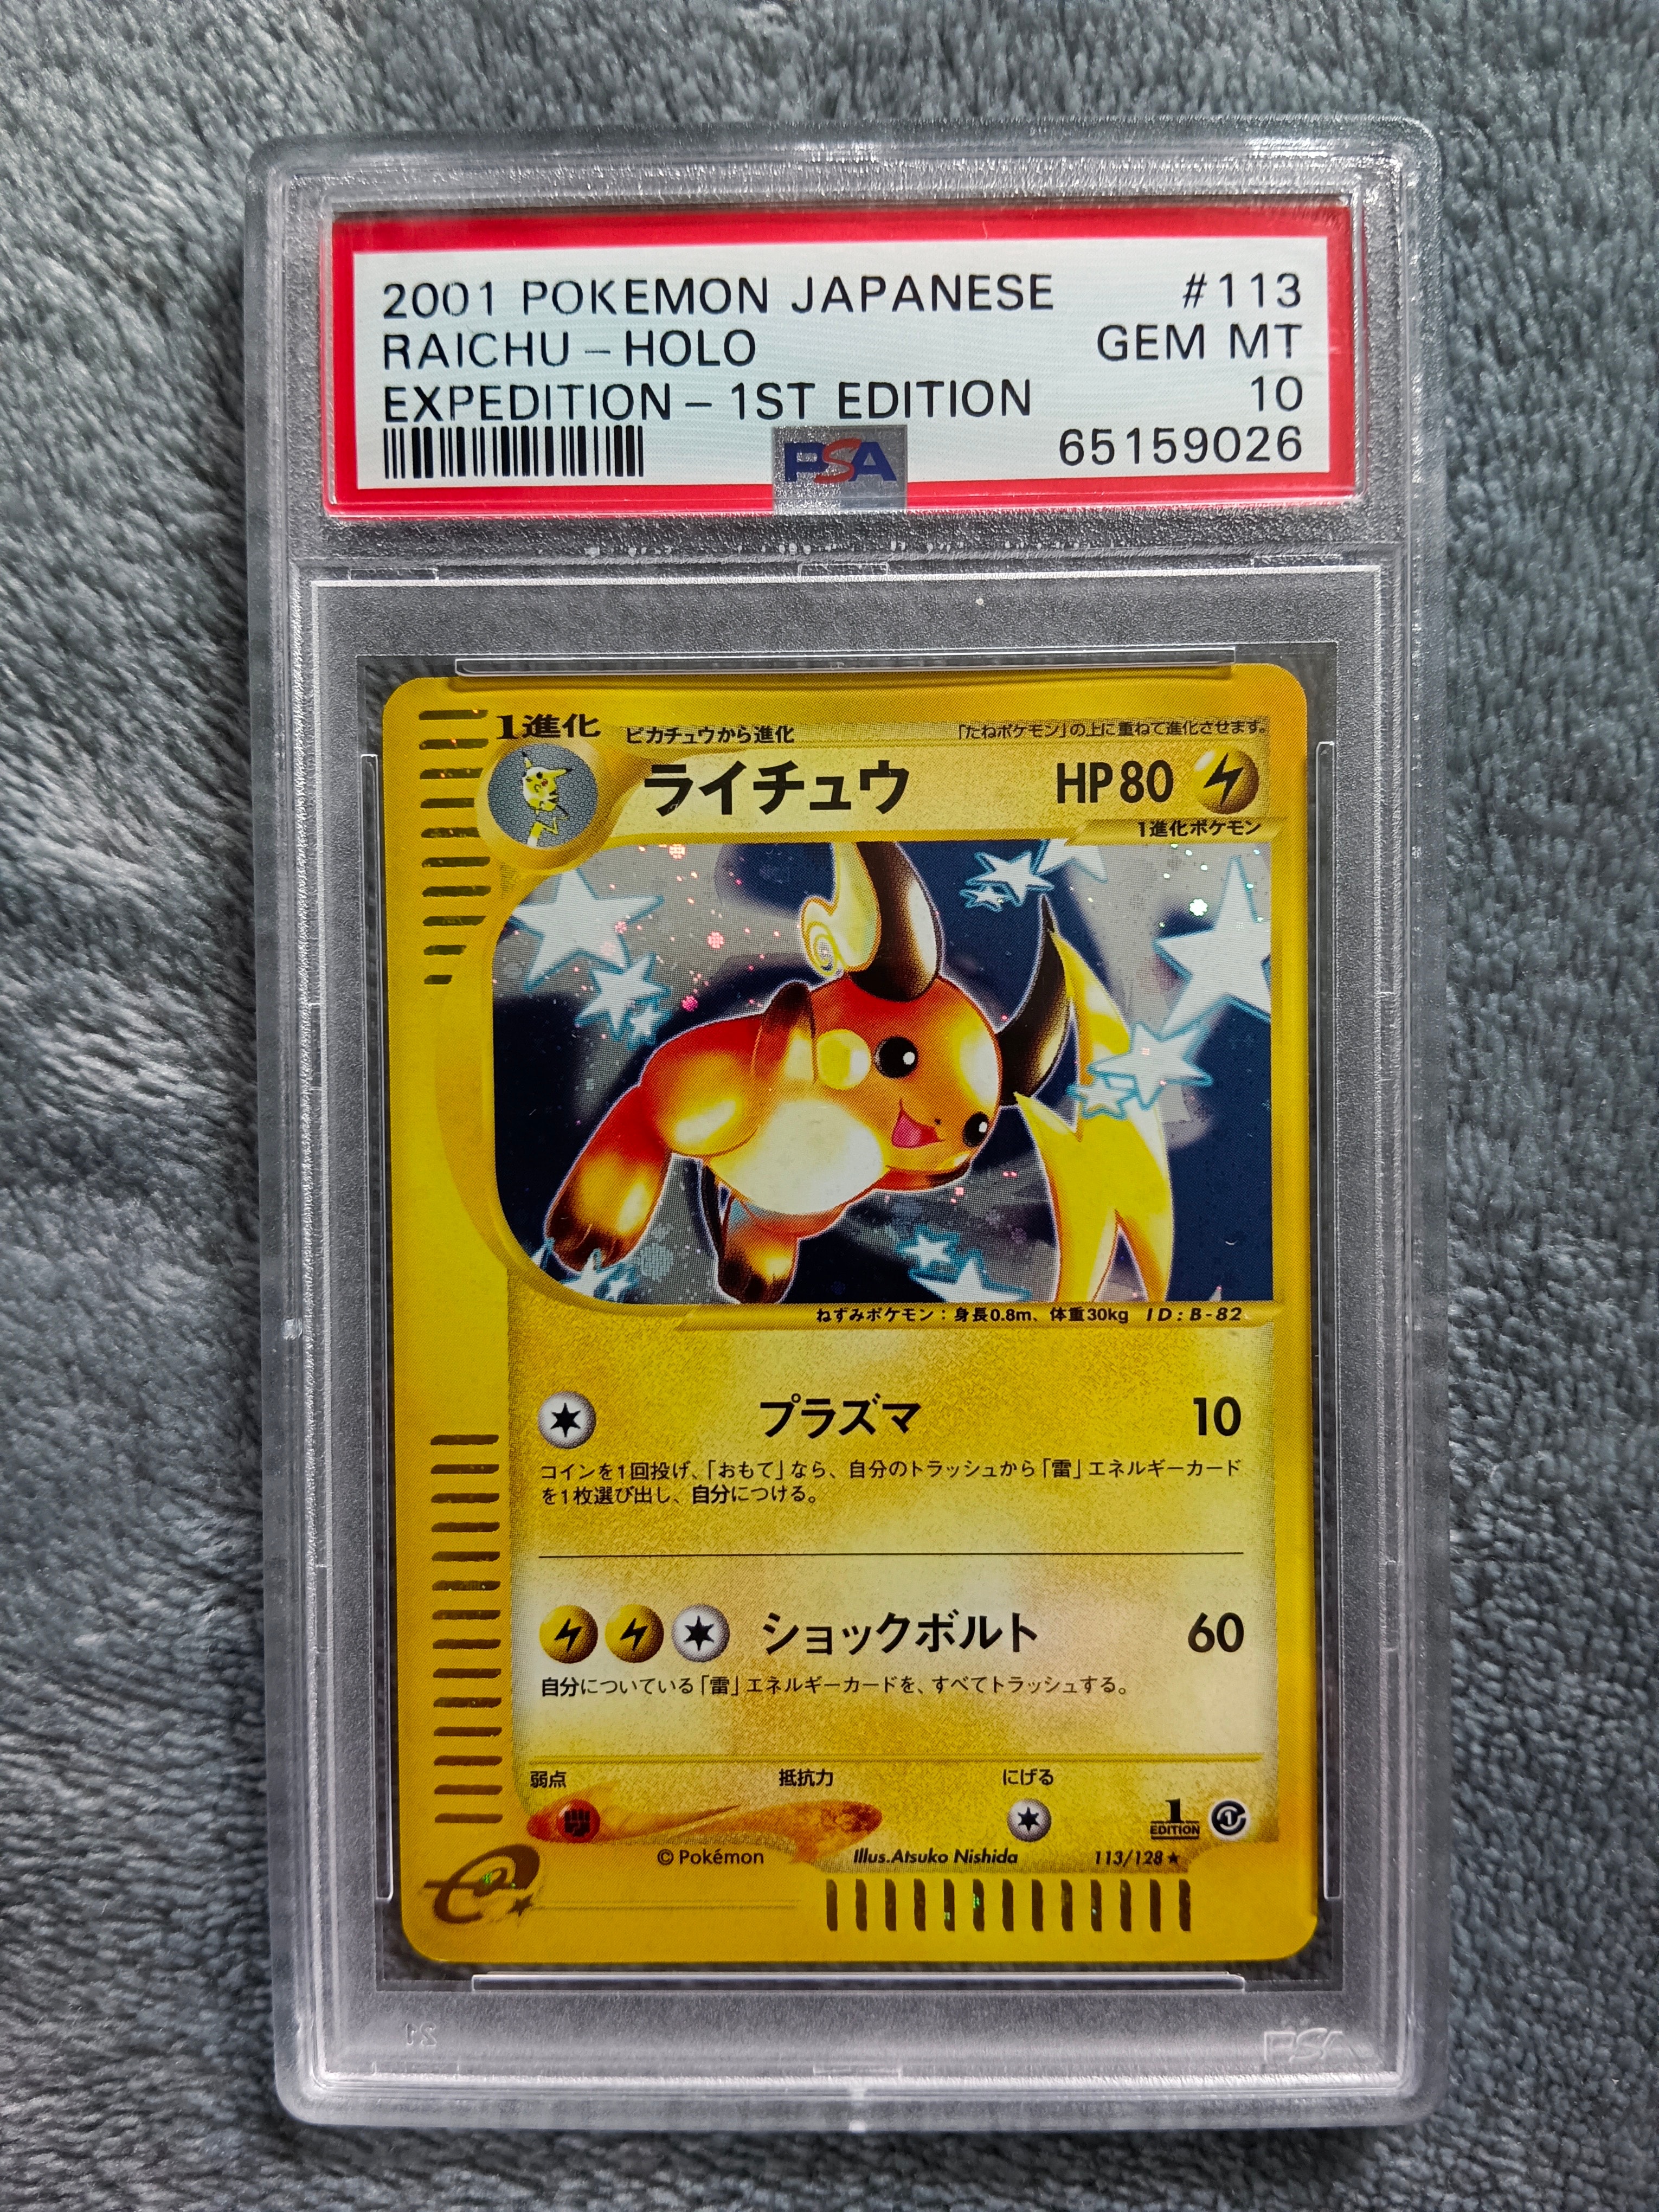 2001 POKEMON JAPANESE #113
RAICHU - HOLO GEM MT
EXPEDITION - 1ST EDITION 10
PSA 65159026
1進化 ピカチュウから進化 「たねポケモン」の上に重ねて進化させます。
ライチュウ HP80
1進化ポケモン
ねずみポケモン：身長0.8m、体重30kg ID:B-82
プラズマ 10
コインを1回投げ、「おもて」なら、自分のトラッシュから「雷」エネルギーカード
を1枚選び出し、自分につける。
ショックボルト 60
自分についている「雷」エネルギーカードを、すべてトラッシュする。
弱点 抵抗力 にげる
1 EDITION 1
©Pokémon Illus.Atsuko Nishida 113/128★
e
PSA